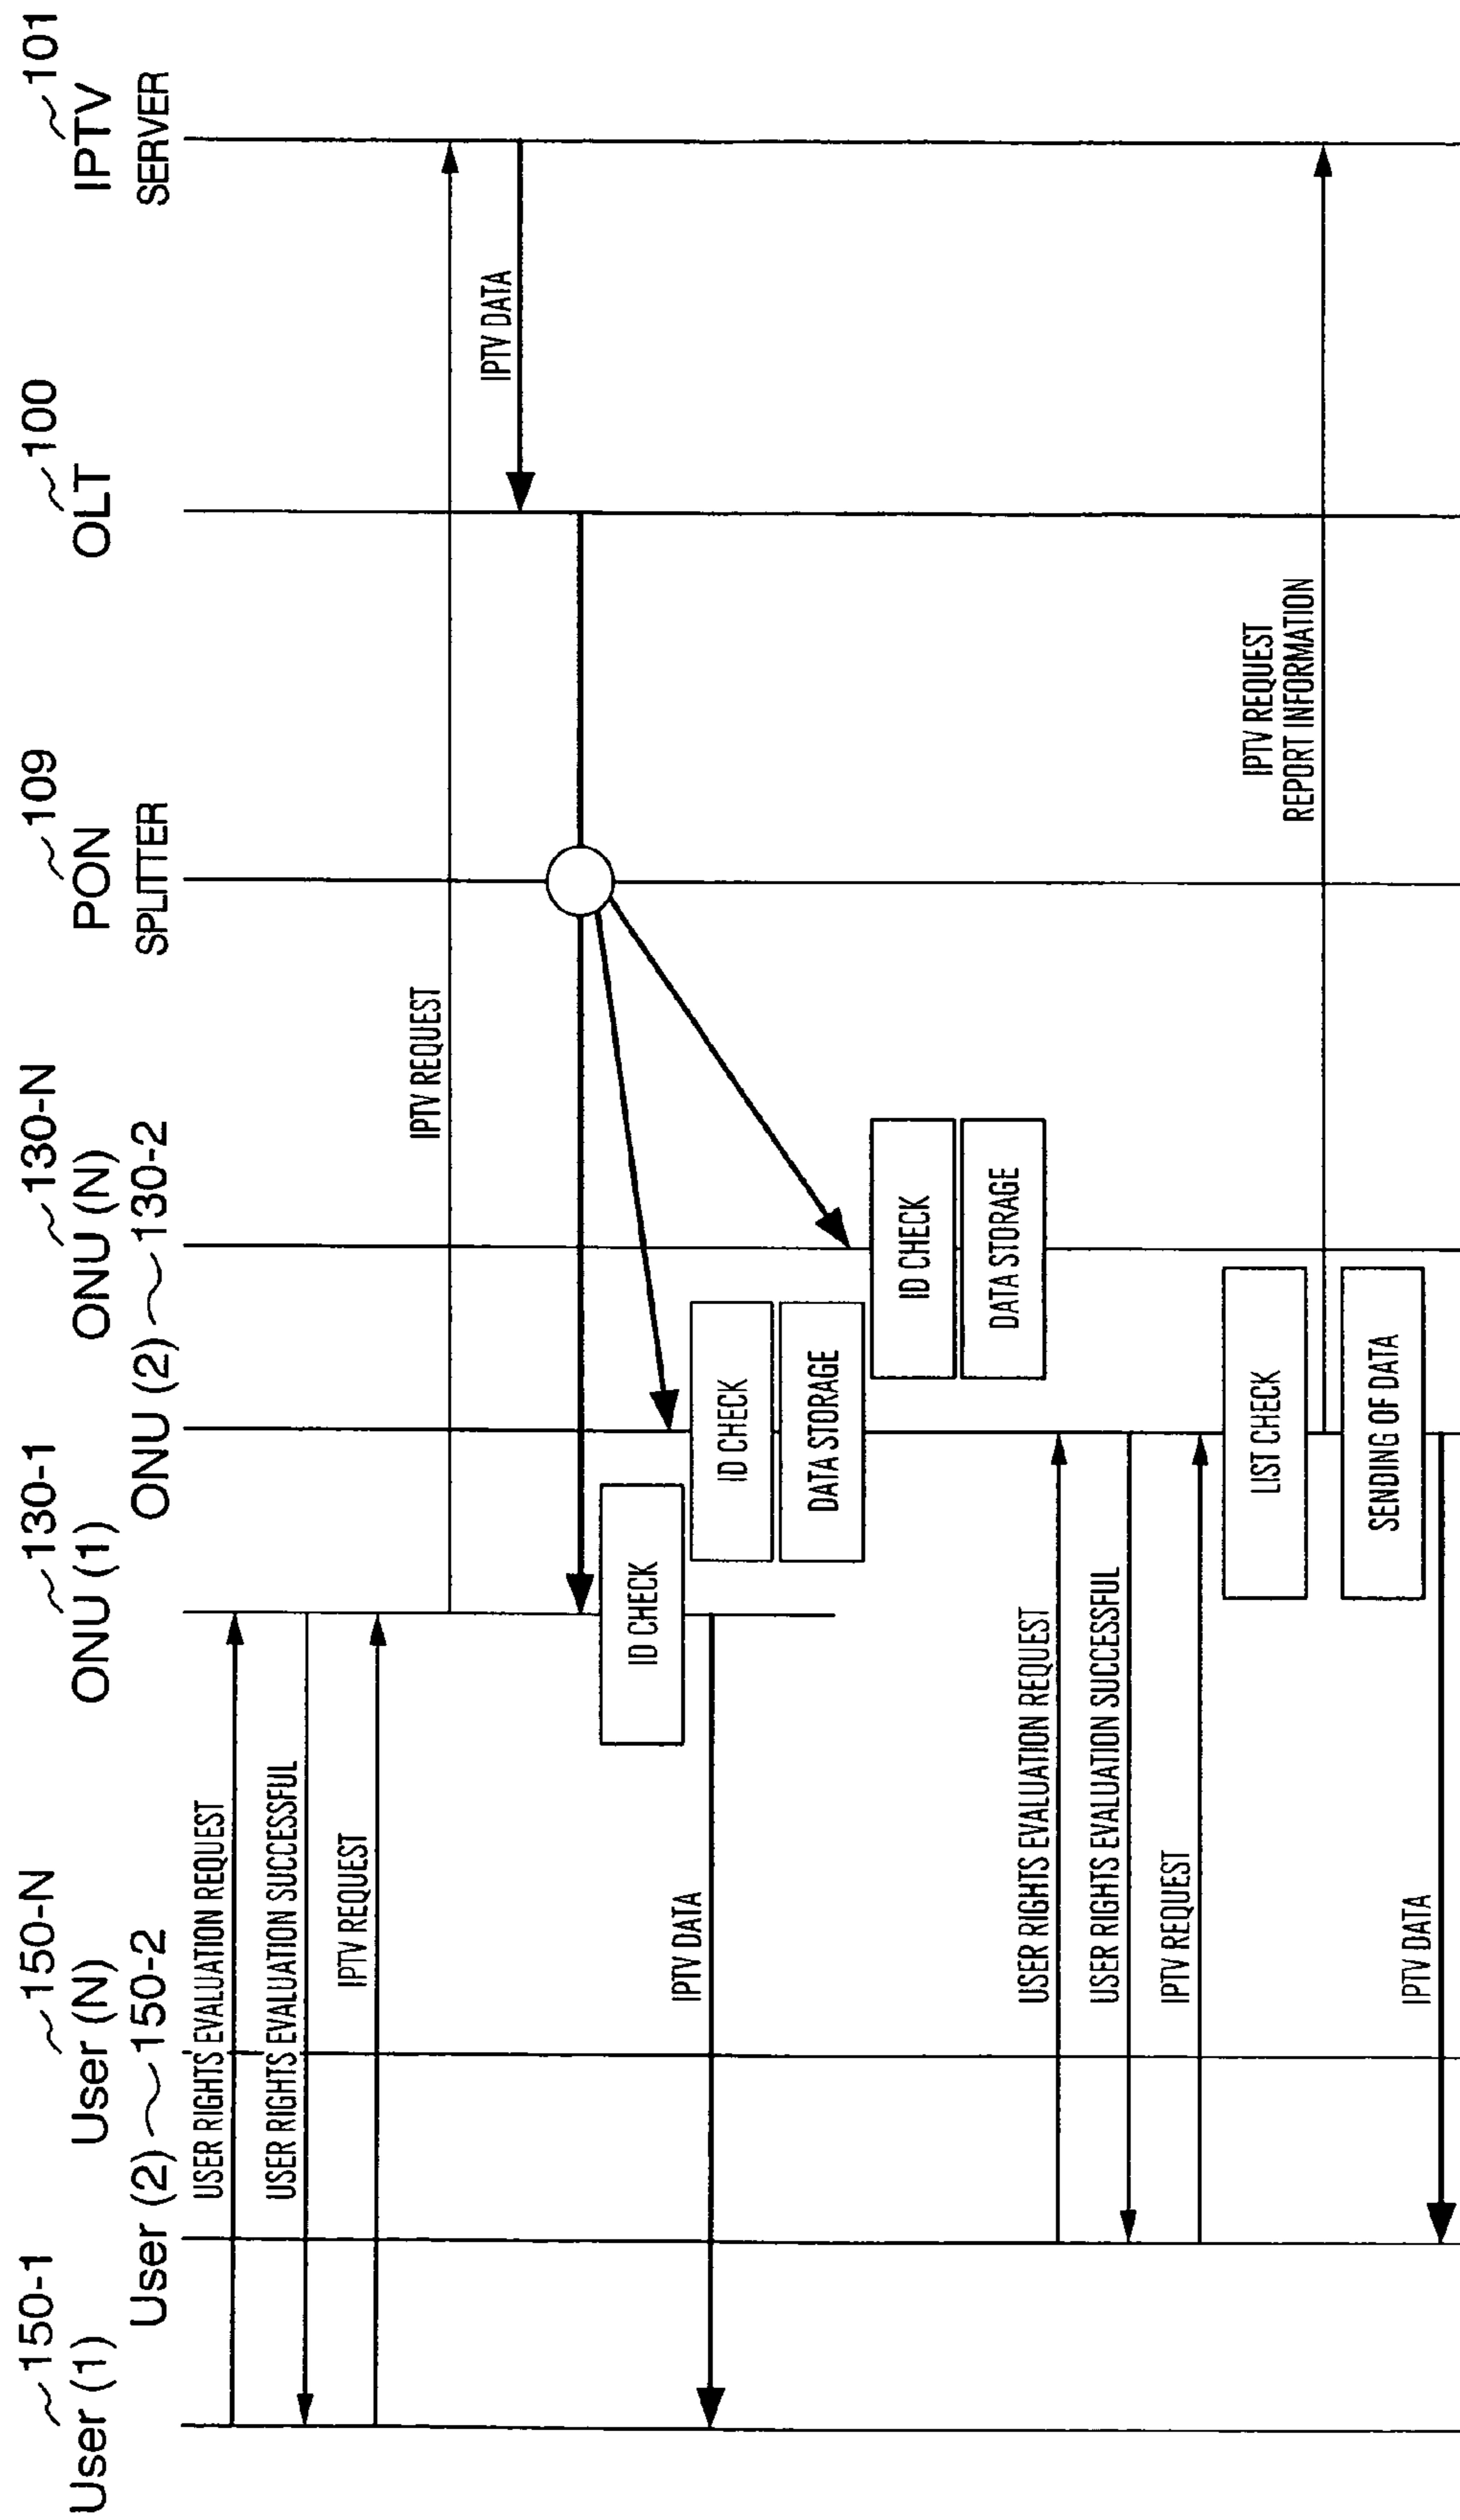 ~150-1
User (1)
User (2)~150-2
~150-N
User (N)
~130-1
ONU (1)
ONU (2)~130-2
~130-N
ONU (N)
~109
PON
SPLITTER
~100
OLT
~101
IPTV
SERVER
USER RIGHTS EVALUATION REQUEST
USER RIGHTS EVALUATION SUCCESSFUL
IPTV REQUEST
IPTV REQUEST
IPTV DATA
ID CHECK
IPTV DATA
ID CHECK
DATA STORAGE
ID CHECK
DATA STORAGE
USER RIGHTS EVALUATION REQUEST
USER RIGHTS EVALUATION SUCCESSFUL
IPTV REQUEST
LIST CHECK
IPTV REQUEST
REPORT INFORMATION
SENDING OF DATA
IPTV DATA